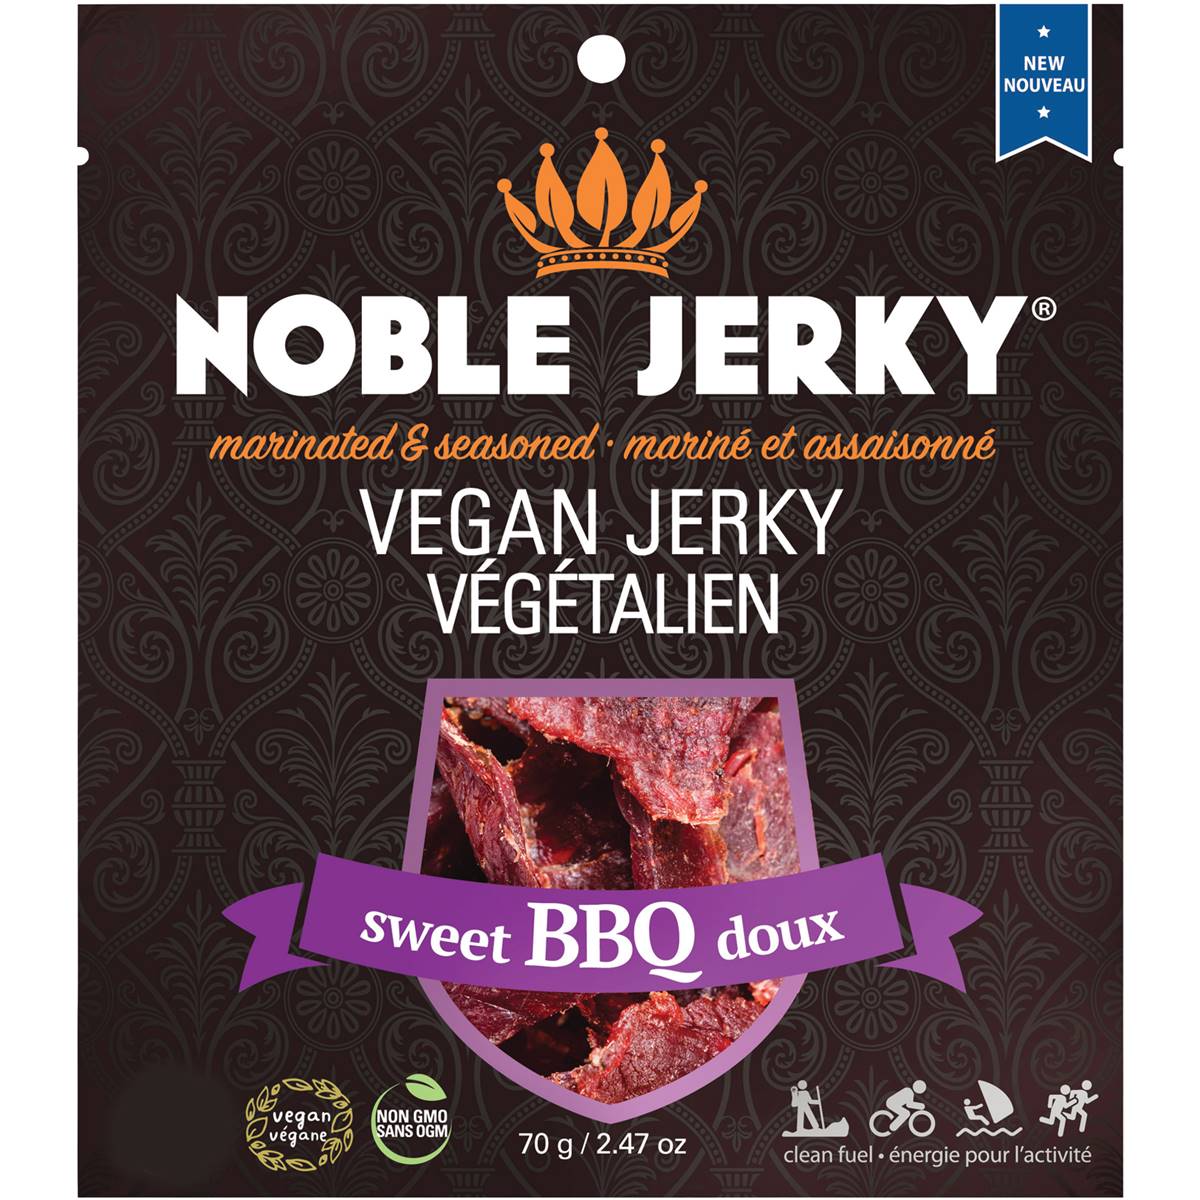 NEW
NOUVEAU
NOBLE JERKY®
marinated & seasoned · mariné et assaisonné
VEGAN JERKY
VÉGÉTALIEN
sweet BBQ doux
vegan
végane
NON GMO
SANS OGM
70 g / 2.47 oz
clean fuel • énergie pour l'activité